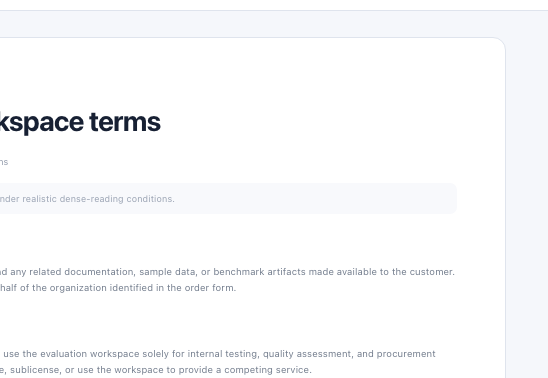 kspace terms
ns
nder realistic dense-reading conditions.
nd any related documentation, sample data, or benchmark artifacts made available to the customer.
half of the organization identified in the order form.
use the evaluation workspace solely for internal testing, quality assessment, and procurement
e, sublicense, or use the workspace to provide a competing service.